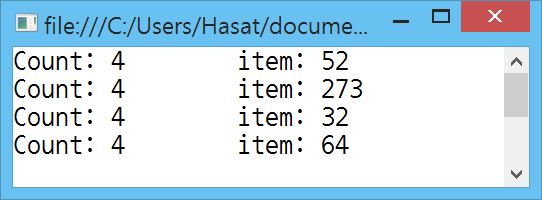 file:///C:/Users/Hasat/docume...
Count: 4 item: 52
Count: 4 item: 273
Count: 4 item: 32
Count: 4 item: 64